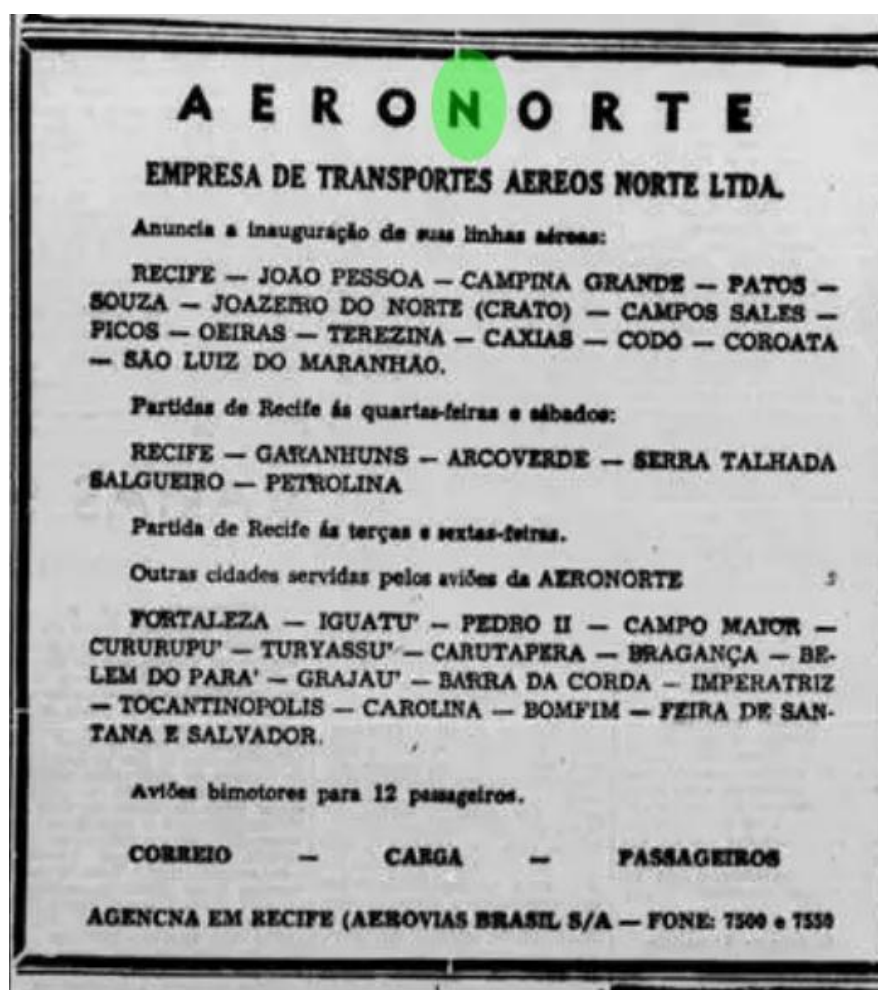 AERONORTE
EMPRESA DE TRANSPORTES AEREOS NORTE LTDA.
Anuncia a inauguração de suas linhas aéreas:
RECIFE — JOÃO PESSOA — CAMPINA GRANDE — PATOS —
SOUZA — JOAZEIRO DO NORTE (CRATO) — CAMPOS SALES —
PICOS — OEIRAS — TEREZINA — CAXIAS — CODÓ — COROATA
— SÃO LUIZ DO MARANHÃO.
Partidas de Recife ás quartas-feiras e sábados:
RECIFE — GARANHUNS — ARCOVERDE — SERRA TALHADA
SALGUEIRO — PETROLINA
Partida de Recife ás terças e sextas-feiras.
Outras cidades servidas pelos aviões da AERONORTE
FORTALEZA — IGUATU' — PEDRO II — CAMPO MAIOR —
CURURUPU' — TURYASSU' — CARUTAPERA — BRAGANÇA — BE-
LEM DO PARA' — GRAJAU' — BARRA DA CORDA — IMPERATRIZ
— TOCANTINOPOLIS — CAROLINA — BOMFIM — FEIRA DE SAN-
TANA E SALVADOR.
Aviões bimotores para 12 passageiros.
CORREIO — CARGA — PASSAGEIROS
AGENCNA EM RECIFE (AEROVIAS BRASIL S/A — FONE: 7500 e 7550